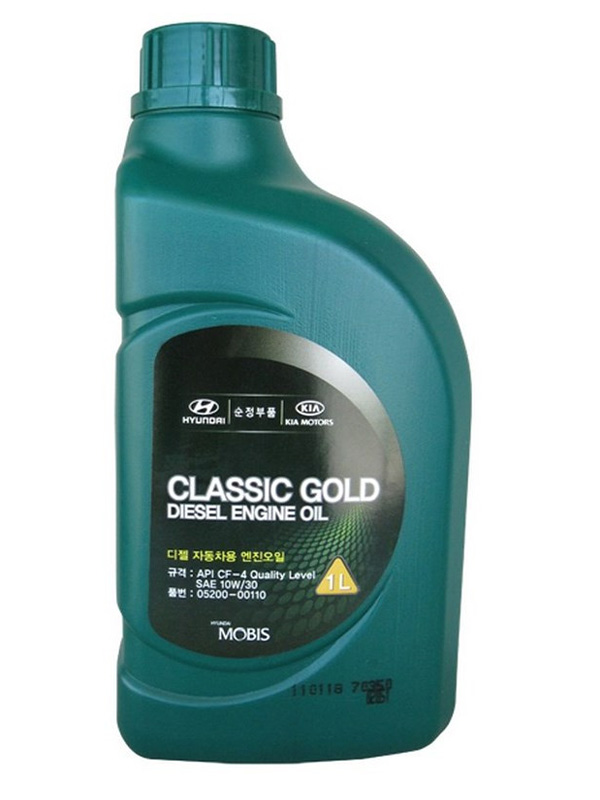 HYUNDAI 순정부품 KIA
KIA MOTORS
CLASSIC GOLD
DIESEL ENGINE OIL
디젤 자동차용 엔진오일
규격 : API CF-4 Quality Level
SAE 10W/30
품번 : 05200-00110
1L
HYUNDAI
MOBIS
110118